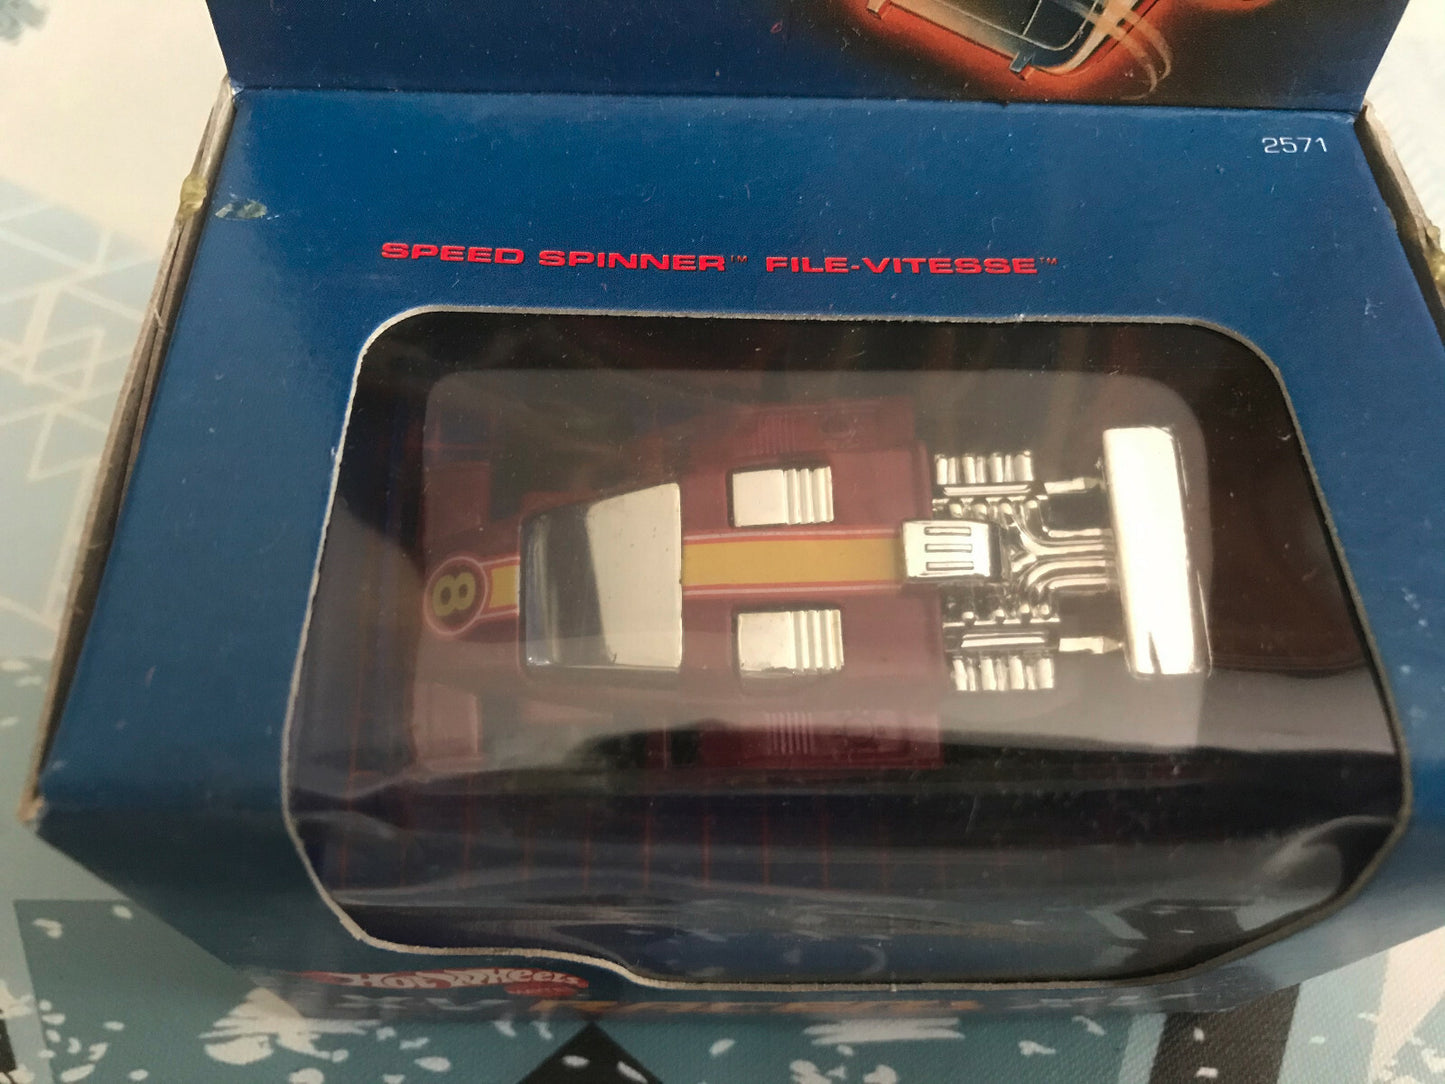 2571
SPEED SPINNER™ FILE-VITESSE™
8
HOT WHEELS